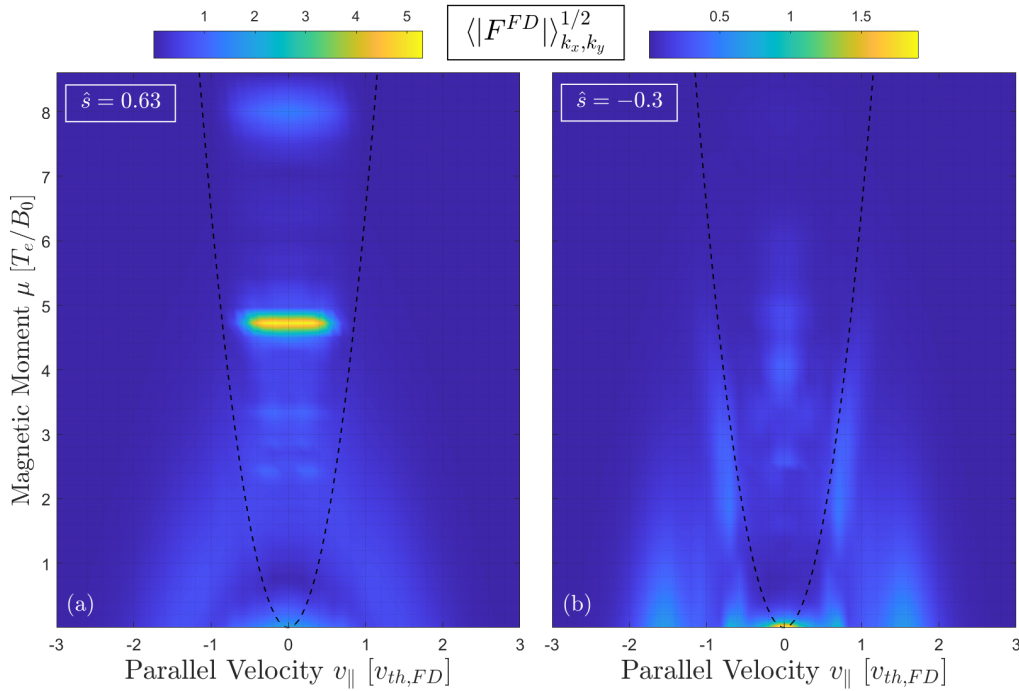 1 2 3 4 5
⟨|F^{FD}|⟩^{1/2}_{k_x,k_y}
0.5 1 1.5
ŝ = 0.63
ŝ = −0.3
Magnetic Moment μ [T_e/B_0]
8
7
6
5
4
3
2
1
(a)
(b)
-3 -2 -1 0 1 2 3
-3 -2 -1 0 1 2 3
Parallel Velocity v_∥ [v_{th,FD}]
Parallel Velocity v_∥ [v_{th,FD}]